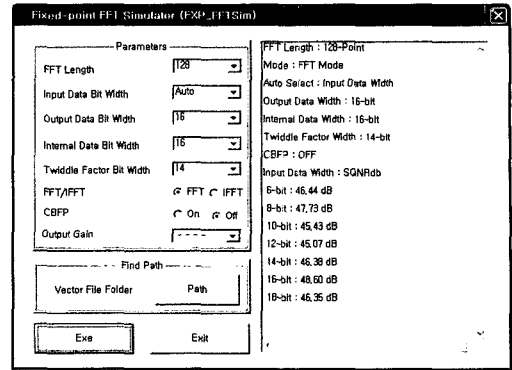 Fixed-point FFT Simulator (FXP_FFTSim)
Parameters
FFT Length 128
Input Data Bit Width Auto
Output Data Bit Width 16
Internal Data Bit Width 16
Twiddle Factor Bit Width 14
FFT/IFFT FFT IFFT
CBFP On Off
Output Gain ----
Find Path
Vector File Folder Path
Exe Exit
FFT Length : 128-Point
Mode : FFT Mode
Auto Select : Input Data Width
Output Data Width : 16-bit
Internal Data Width : 16-bit
Twiddle Factor Width : 14-bit
CBFP : OFF
Input Data Width : SQNRdb
6-bit : 46,44 dB
8-bit : 47,73 dB
10-bit : 45,43 dB
12-bit : 45,07 dB
14-bit : 46,38 dB
16-bit : 48,60 dB
18-bit : 46,35 dB